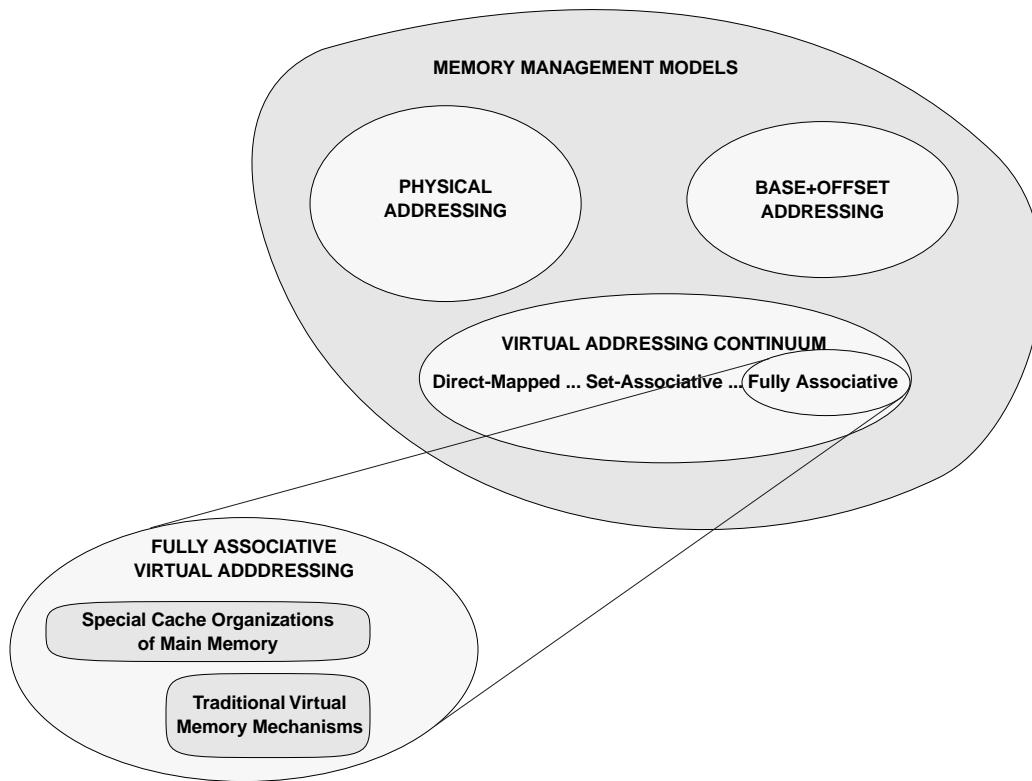 MEMORY MANAGEMENT MODELS
PHYSICAL
ADDRESSING
BASE+OFFSET
ADDRESSING
VIRTUAL ADDRESSING CONTINUUM
Direct-Mapped ... Set-Associative ... Fully Associative
FULLY ASSOCIATIVE
VIRTUAL ADDDRESSING
Special Cache Organizations
of Main Memory
Traditional Virtual
Memory Mechanisms